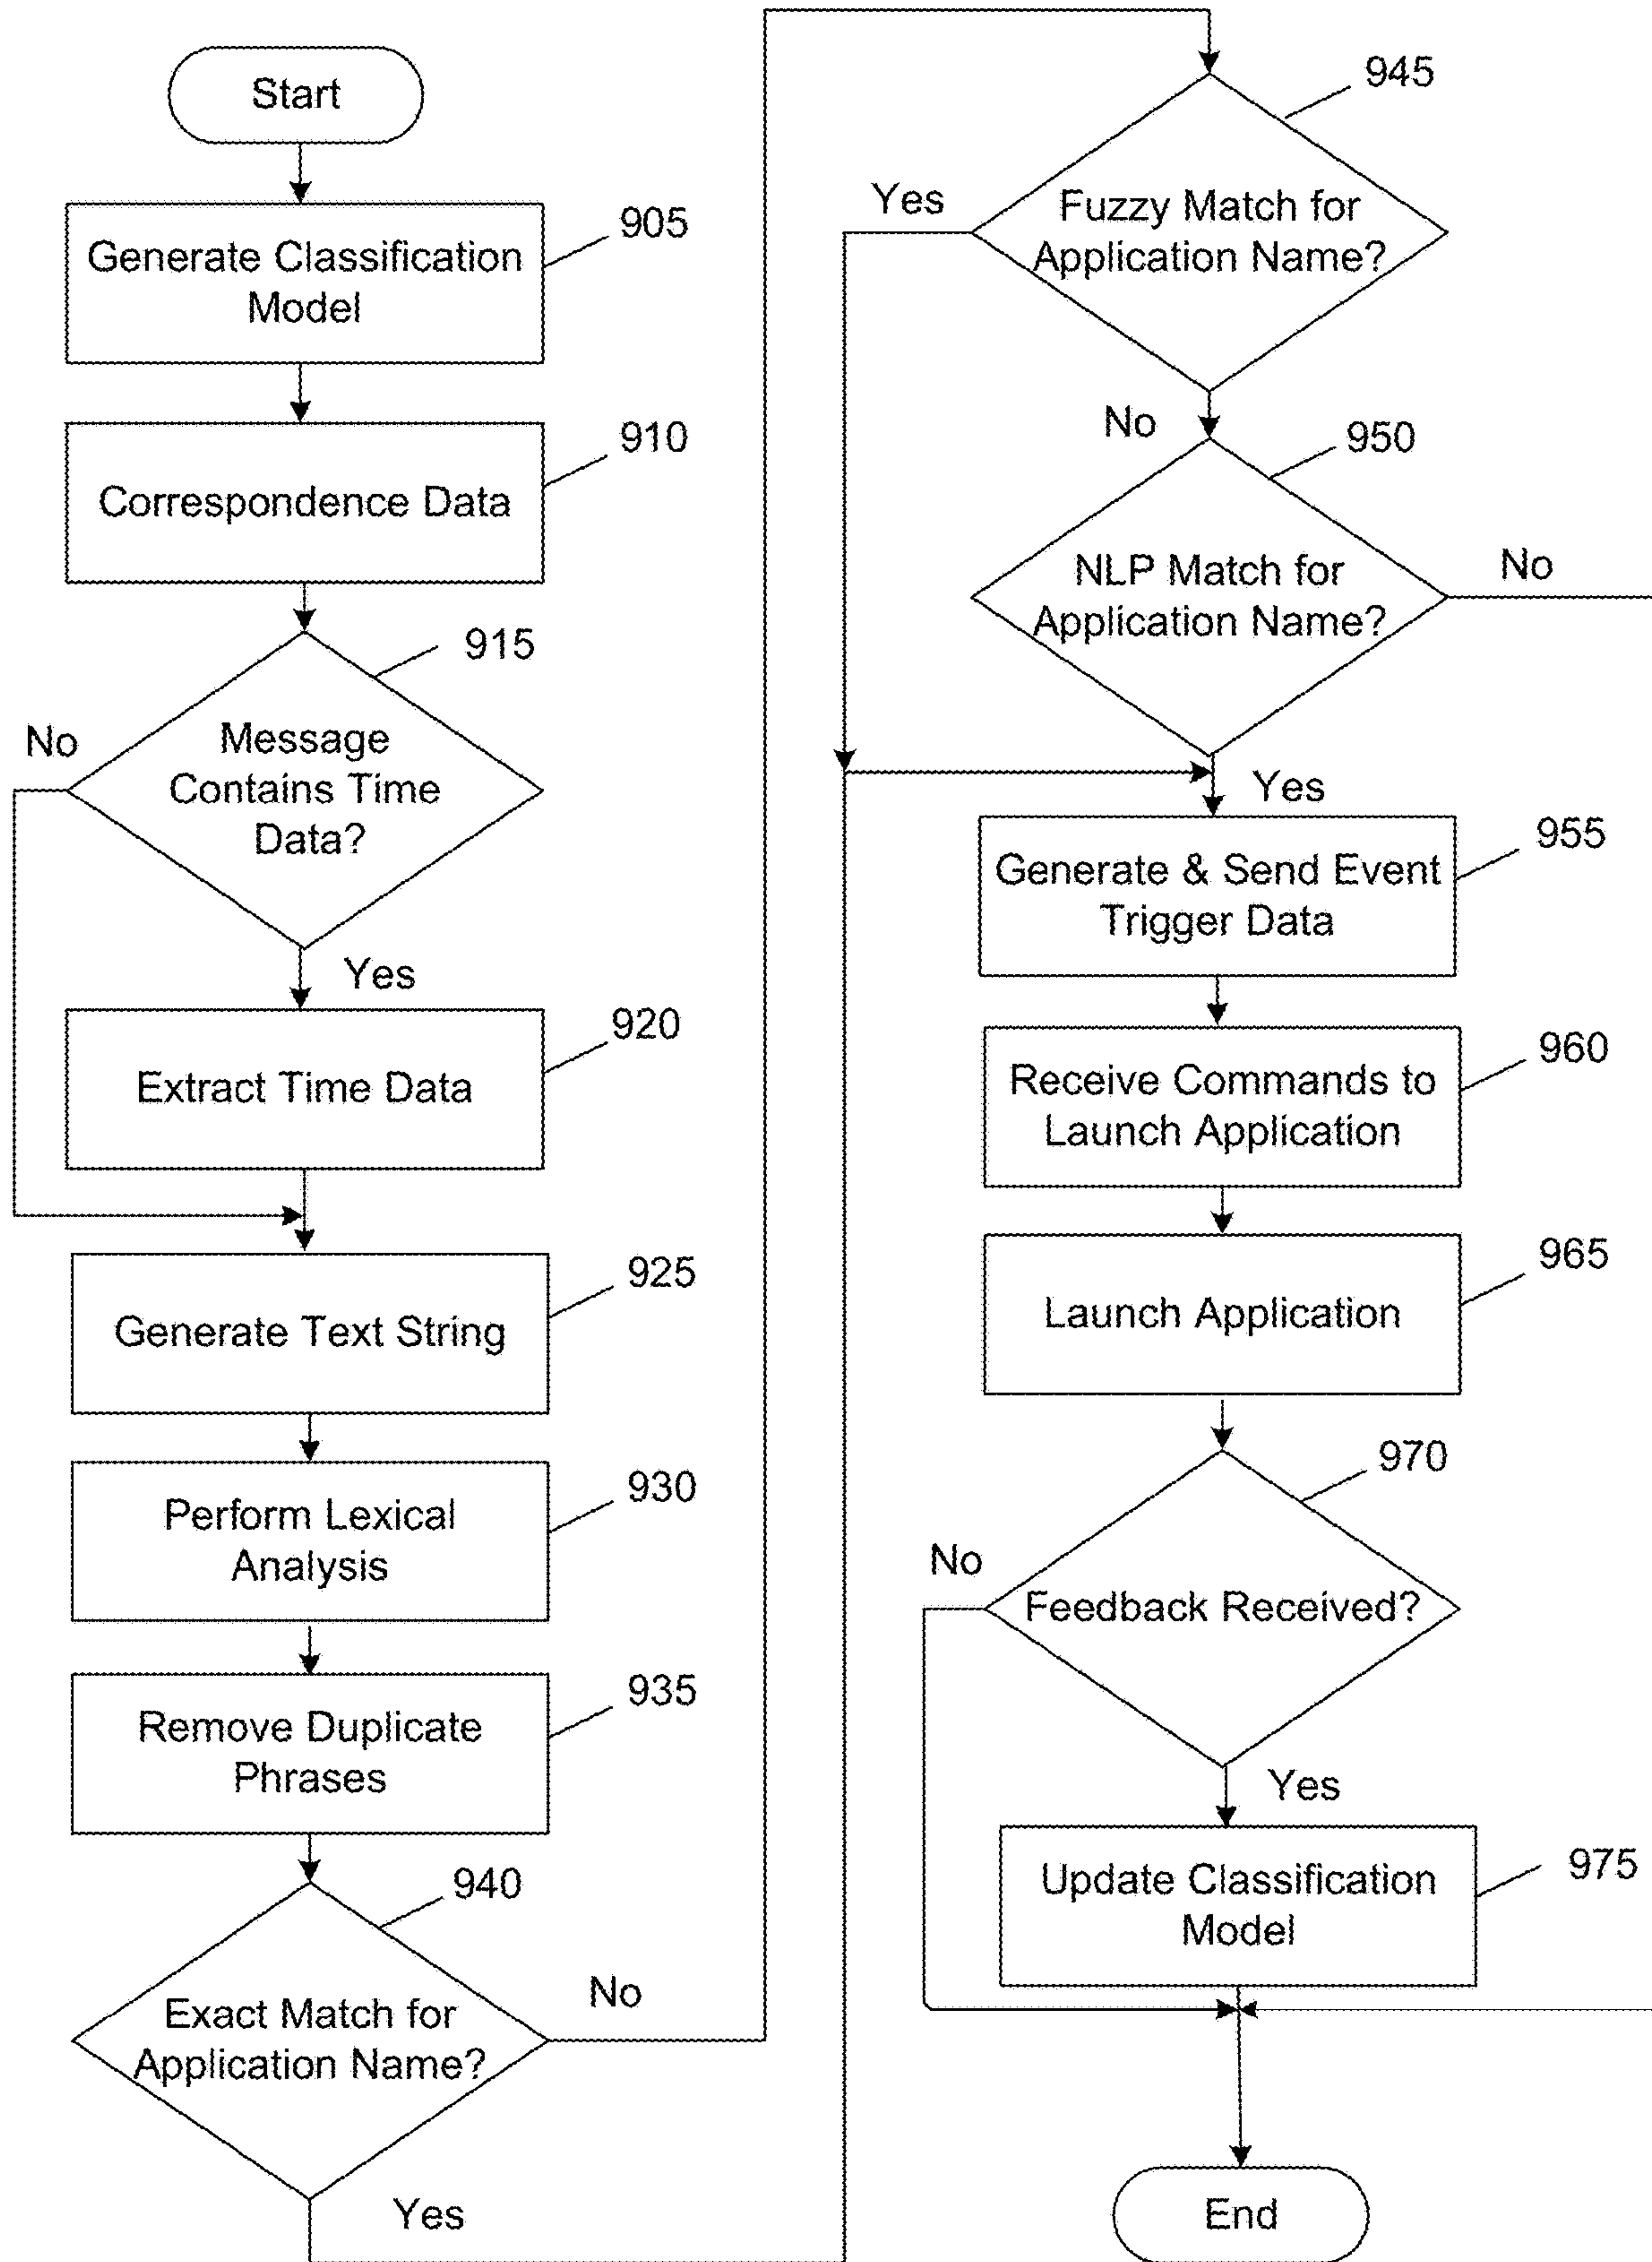 Start
905
Generate Classification
Model
910
Correspondence Data
915
No
Message
Contains Time
Data?
Yes
920
Extract Time Data
925
Generate Text String
930
Perform Lexical
Analysis
935
Remove Duplicate
Phrases
940
Exact Match for
Application Name?
No
Yes
945
Yes
Fuzzy Match for
Application Name?
No
950
NLP Match for
Application Name?
No
Yes
955
Generate & Send Event
Trigger Data
960
Receive Commands to
Launch Application
965
Launch Application
970
No
Feedback Received?
Yes
975
Update Classification
Model
End